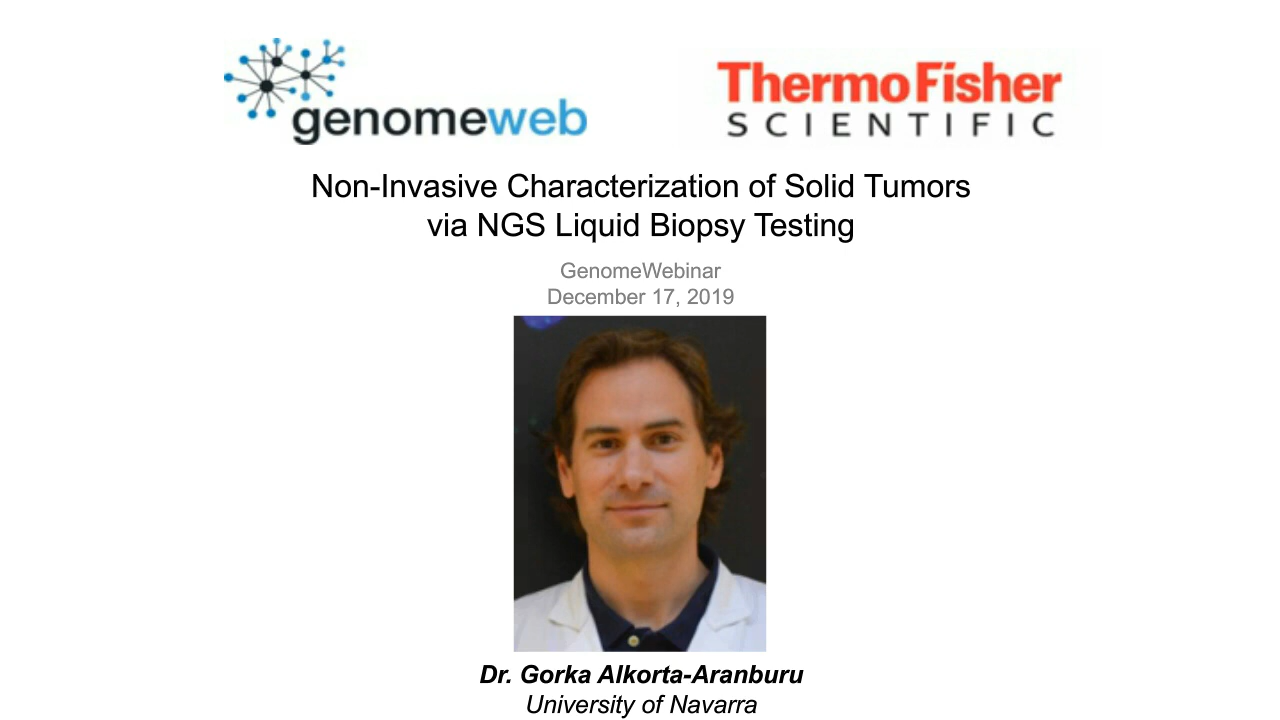 genomeweb
ThermoFisher
SCIENTIFIC
Non-Invasive Characterization of Solid Tumors
via NGS Liquid Biopsy Testing
GenomeWebinar
December 17, 2019
Dr. Gorka Alkorta-Aranburu
University of Navarra